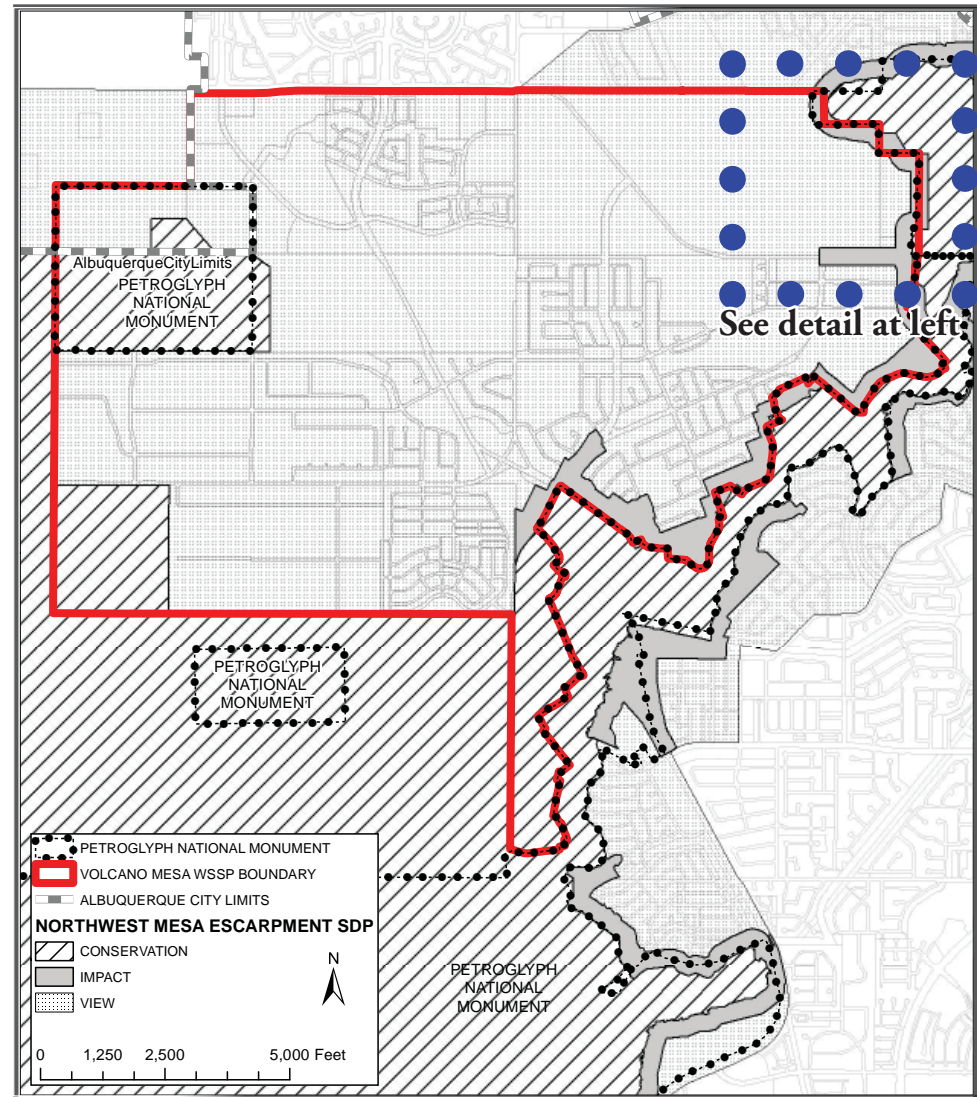 See detail at left
AlbuquerqueCityLimits
PETROGLYPH
NATIONAL
MONUMENT
PETROGLYPH
NATIONAL
MONUMENT
PETROGLYPH
NATIONAL
MONUMENT
PETROGLYPH NATIONAL MONUMENT
VOLCANO MESA WSSP BOUNDARY
ALBUQUERQUE CITY LIMITS
NORTHWEST MESA ESCARPMENT SDP
CONSERVATION
IMPACT
VIEW
N
0 1,250 2,500 5,000 Feet